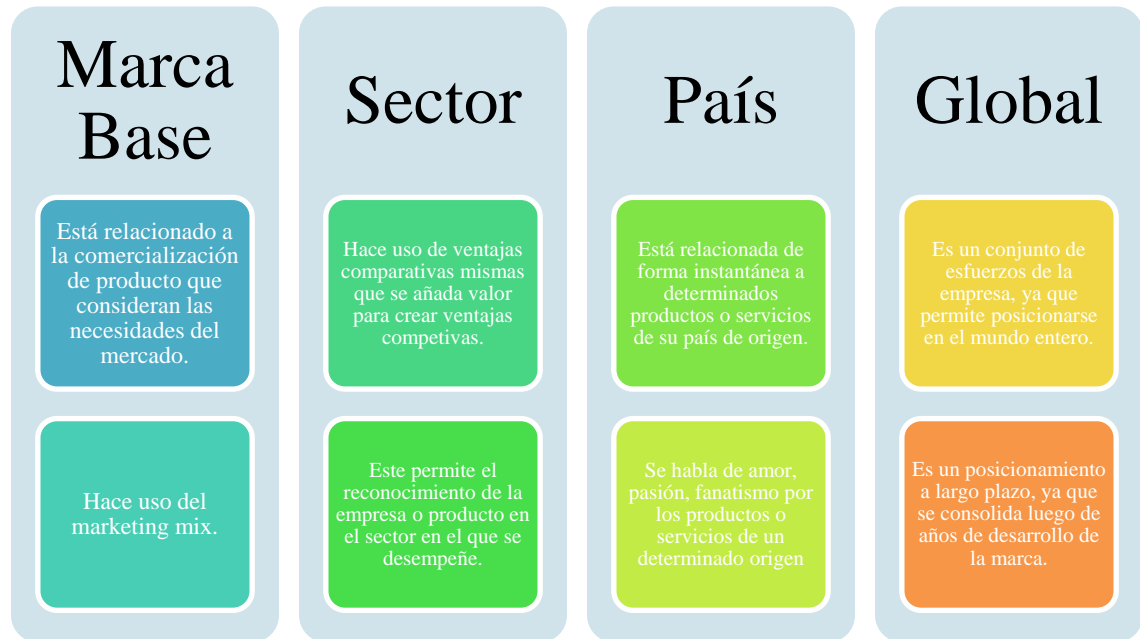 Marca
Base
Está relacionado a
la comercialización
de producto que
consideran las
necesidades del
mercado.
Hace uso del
marketing mix.
Sector
Hace uso de ventajas
comparativas mismas
que se añada valor
para crear ventajas
competivas.
Este permite el
reconocimiento de la
empresa o producto en
el sector en el que se
desempeñe.
País
Está relacionada de
forma instantánea a
determinados
productos o servicios
de su país de origen.
Se habla de amor,
pasión, fanatismo por
los productos o
servicios de un
determinado origen
Global
Es un conjunto de
esfuerzos de la
empresa, ya que
permite posicionarse
en el mundo entero.
Es un posicionamiento
a largo plazo, ya que
se consolida luego de
años de desarrollo de
la marca.